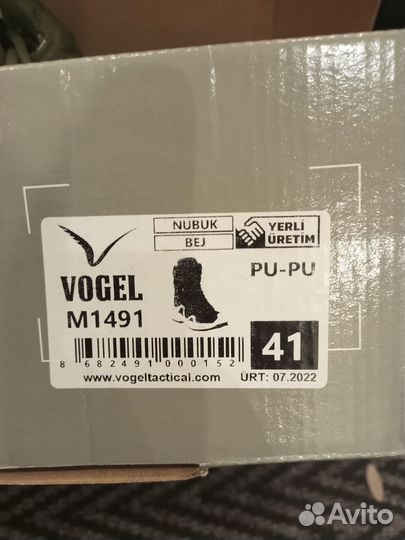 NUBUK
BEJ
YERLİ
ÜRETİM
VOGEL
PU-PU
M1491
41
8 682491 000152
www.vogeltactical.com
ÜRT: 07.2022
Avito